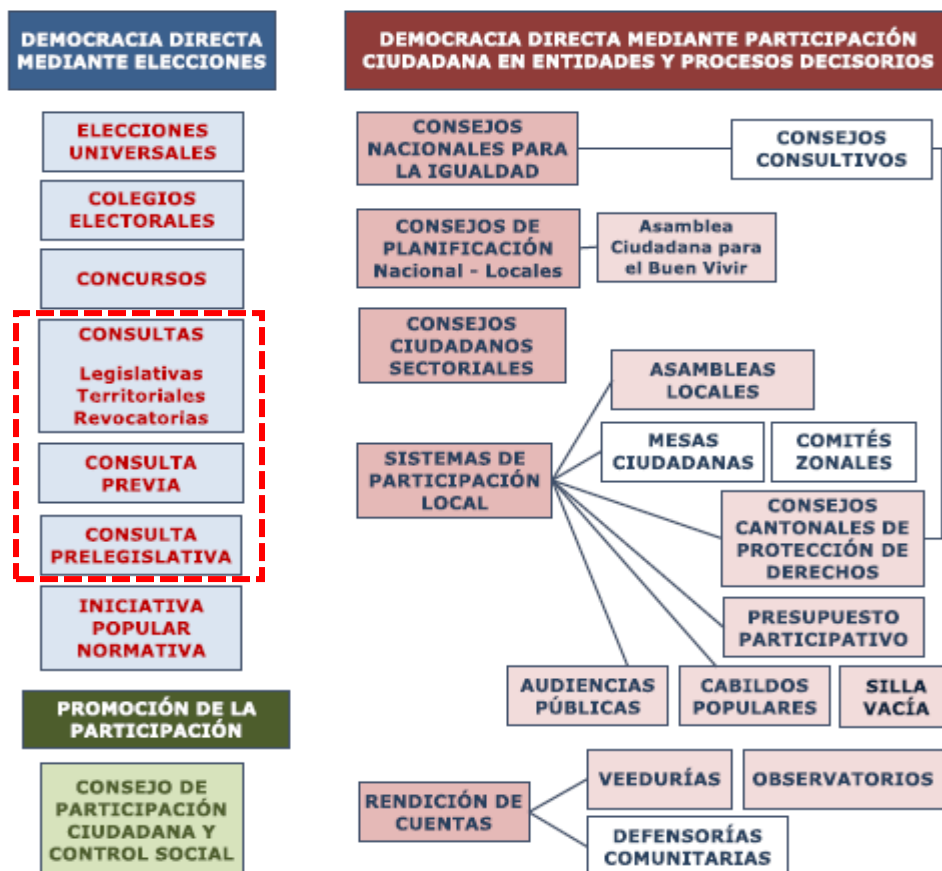 DEMOCRACIA DIRECTA
MEDIANTE ELECCIONES
ELECCIONES
UNIVERSALES
COLEGIOS
ELECTORALES
CONCURSOS
CONSULTAS
Legislativas
Territoriales
Revocatorias
CONSULTA
PREVIA
CONSULTA
PRELEGISLATIVA
INICIATIVA
POPULAR
NORMATIVA
PROMOCIÓN DE LA
PARTICIPACIÓN
CONSEJO DE
PARTICIPACIÓN
CIUDADANA Y
CONTROL SOCIAL
DEMOCRACIA DIRECTA MEDIANTE PARTICIPACIÓN
CIUDADANA EN ENTIDADES Y PROCESOS DECISORIOS
CONSEJOS
NACIONALES PARA
LA IGUALDAD
CONSEJOS
CONSULTIVOS
CONSEJOS DE
PLANIFICACIÓN
Nacional - Locales
Asamblea
Ciudadana para
el Buen Vivir
CONSEJOS
CIUDADANOS
SECTORIALES
SISTEMAS DE
PARTICIPACIÓN
LOCAL
ASAMBLEAS
LOCALES
MESAS
CIUDADANAS
COMITÉS
ZONALES
CONSEJOS
CANTONALES DE
PROTECCIÓN DE
DERECHOS
PRESUPUESTO
PARTICIPATIVO
AUDIENCIAS
PÚBLICAS
CABILDOS
POPULARES
SILLA
VACÍA
RENDICIÓN DE
CUENTAS
VEEDURÍAS
OBSERVATORIOS
DEFENSORÍAS
COMUNITARIAS